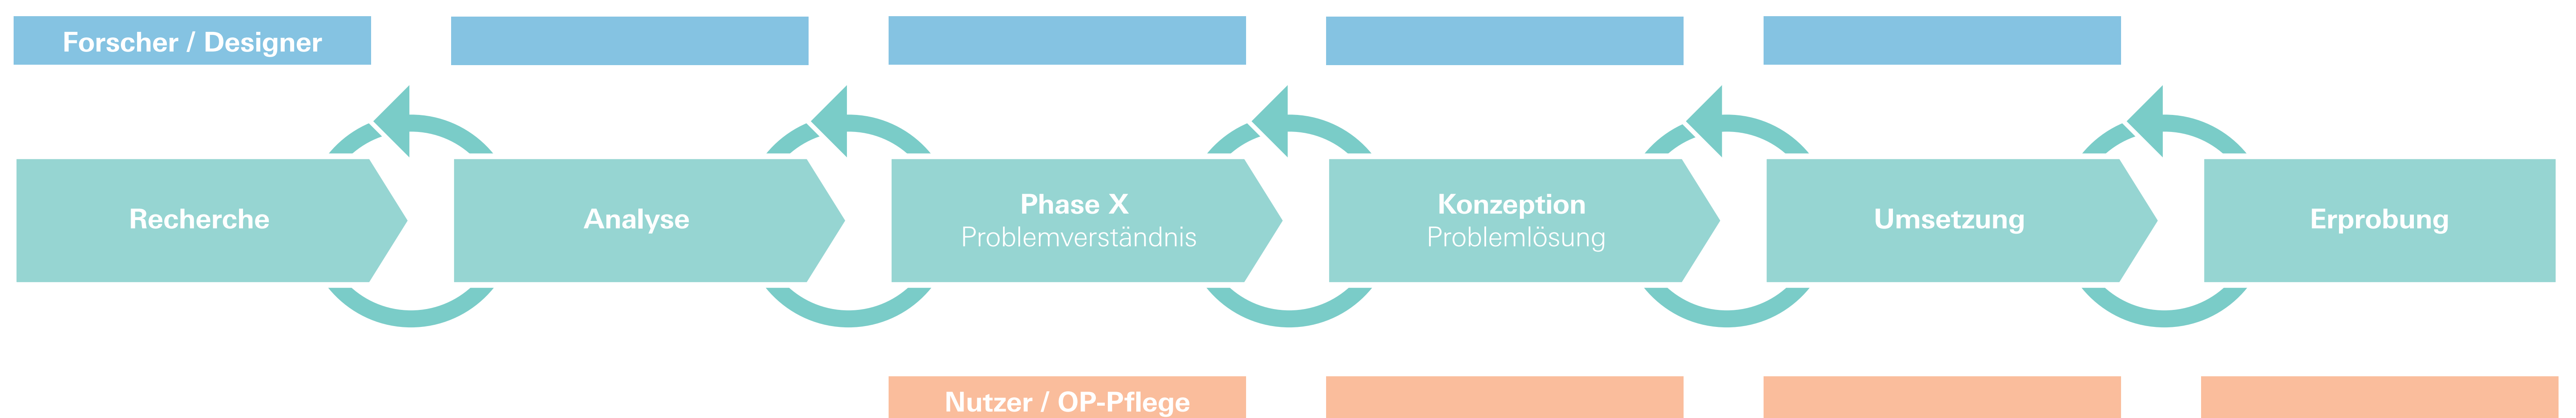 Forscher / Designer
Recherche
Analyse
Phase X
Problemverständnis
Konzeption
Problemlösung
Umsetzung
Erprobung
Nutzer / OP-Pflege